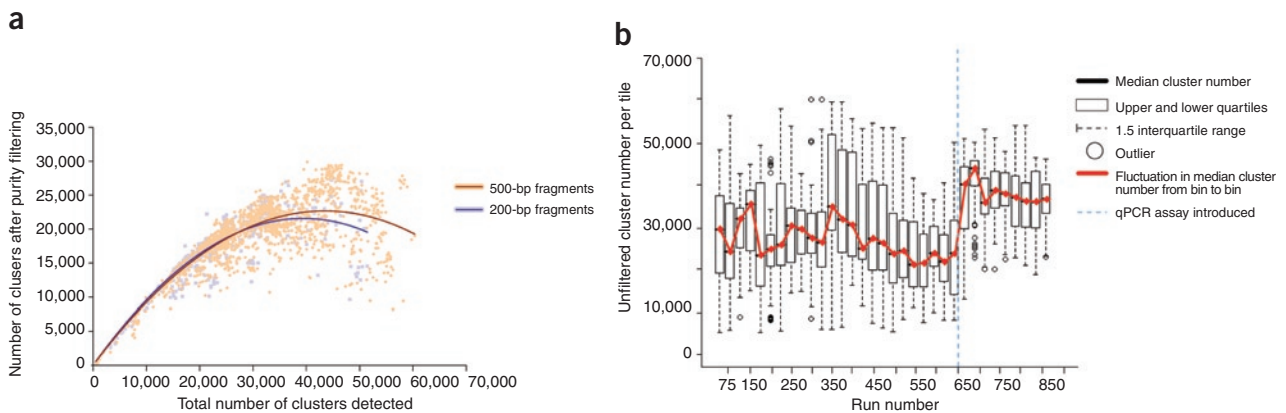 a
Number of clusers after purity filtering
35,000
30,000
25,000
20,000
15,000
10,000
5,000
0
0
10,000
20,000
30,000
40,000
50,000
60,000
70,000
Total number of clusters detected
500-bp fragments
200-bp fragments
b
Unfiltered cluster number per tile
70,000
50,000
30,000
10,000
0
75
150
250
350
450
550
650
750
850
Run number
Median cluster number
Upper and lower quartiles
1.5 interquartile range
Outlier
Fluctuation in median cluster
number from bin to bin
qPCR assay introduced